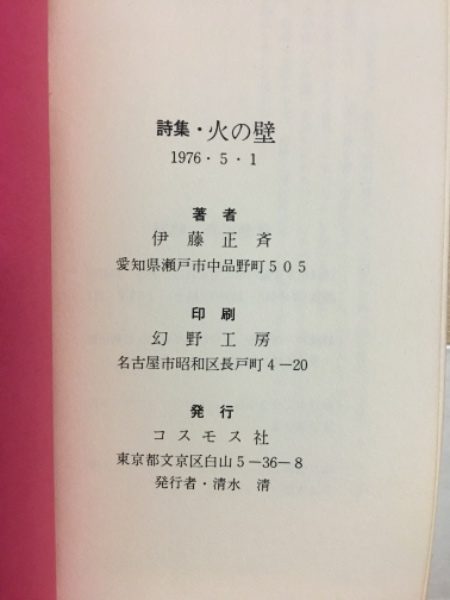 詩集・火の壁
1976・5・1
著者
伊藤正斉
愛知県瀬戸市中品野町505
印刷
幻野工房
名古屋市昭和区長戸町4—20
発行
コスモス社
東京都文京区白山5—36—8
発行者・清水 清